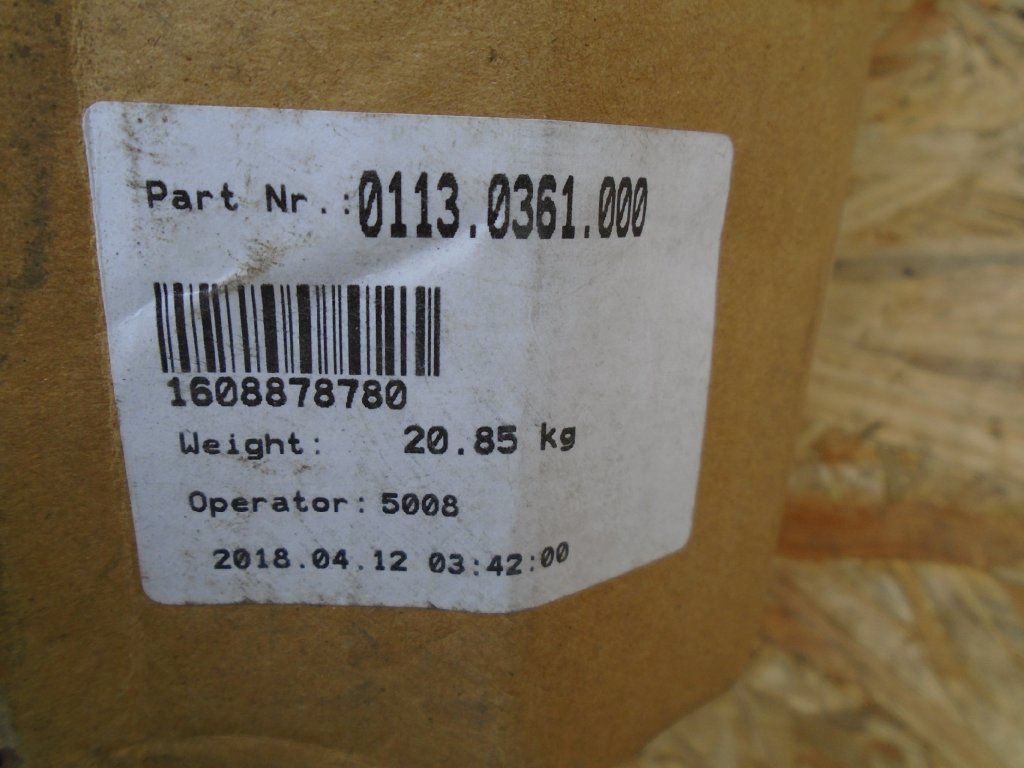 Part Nr.:0113.0361.000
1608878780
Weight: 20.85 kg
Operator: 5008
2018.04.12 03:42:00